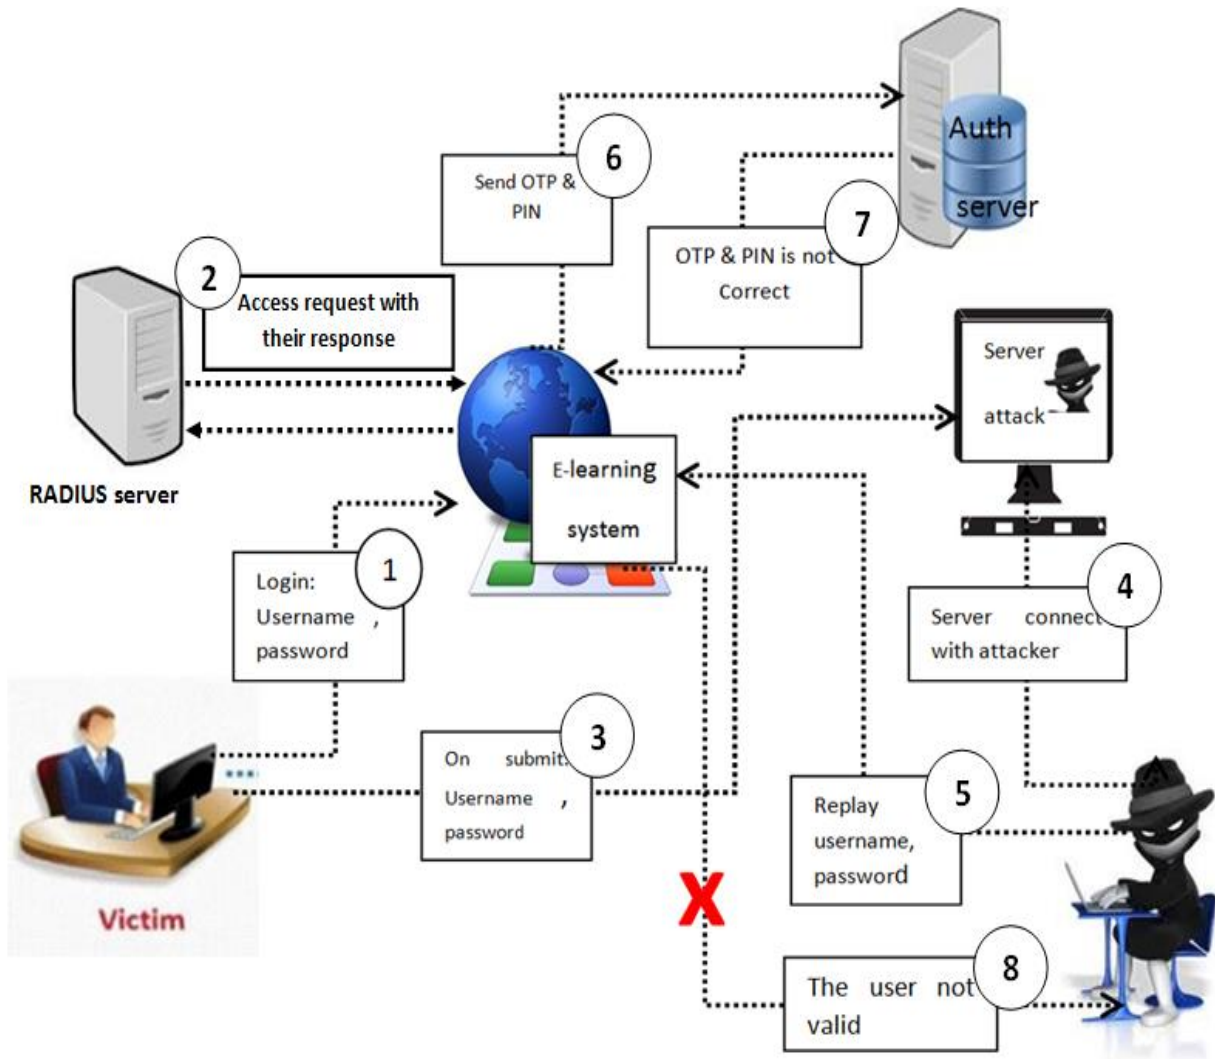 6
Send OTP &
PIN
Auth
server
7
OTP & PIN is not
Correct
2
Access request with
their response
RADIUS server
Server
attack
E-learning
system
1
Login:
Username ,
password
4
Server connect
with attacker
3
On submit:
Username ,
password
5
Replay
username,
password
Victim
X
8
The user not
valid